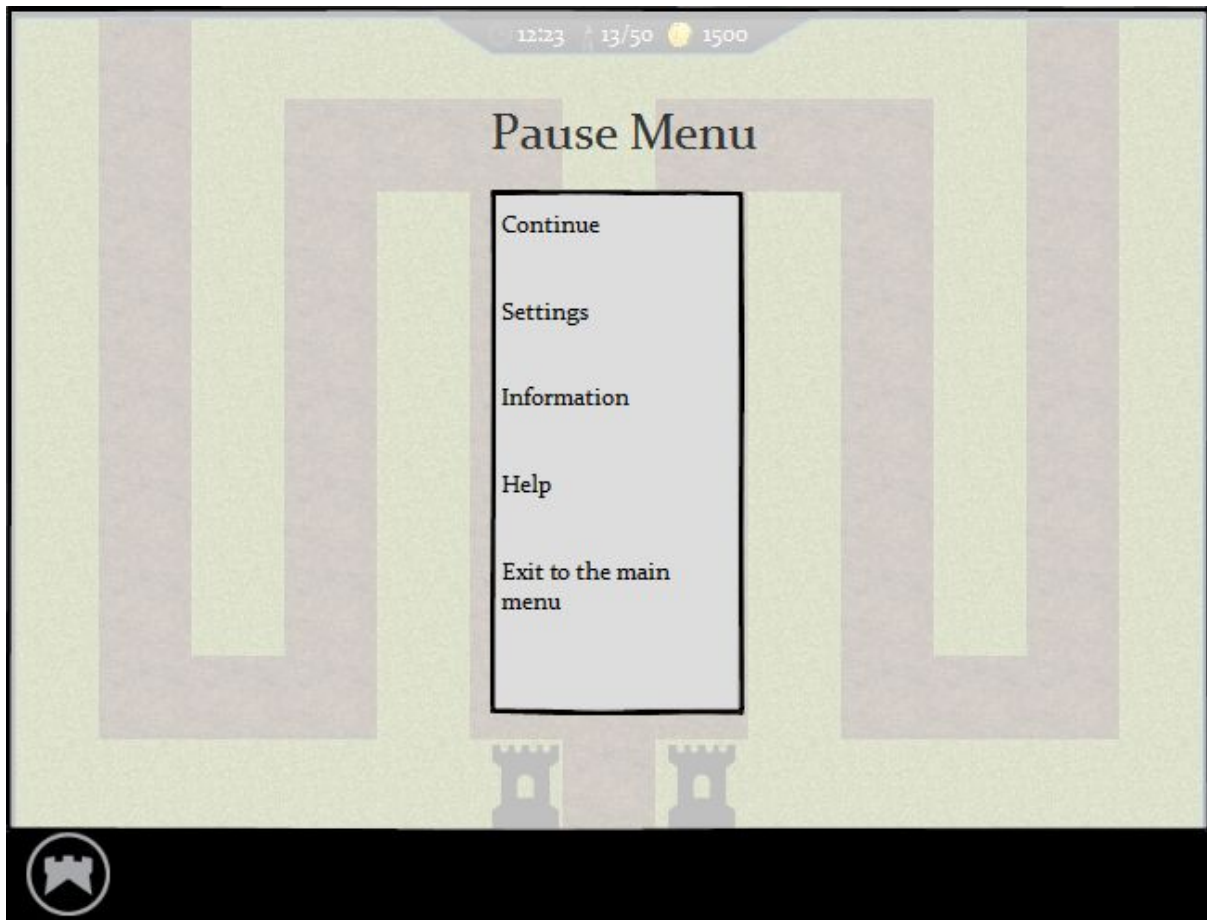 12:23 13/50 1500
Pause Menu
Continue
Settings
Information
Help
Exit to the main
menu